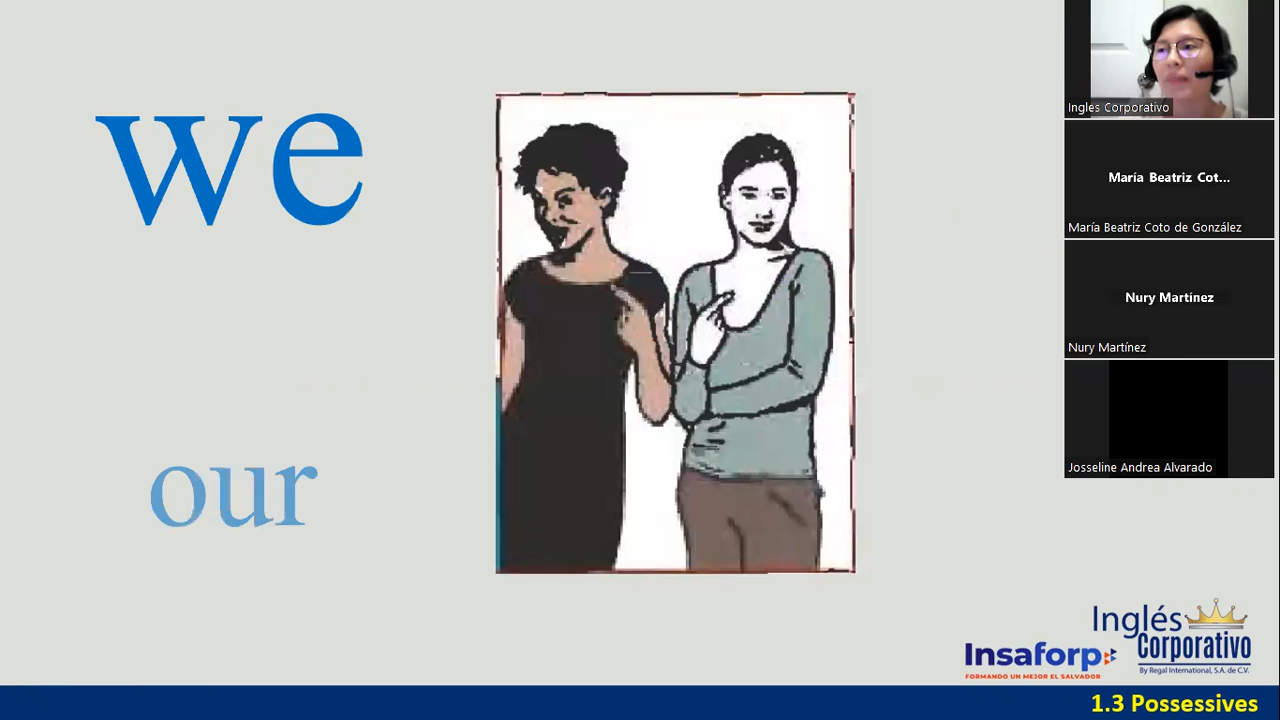 we
our
Ingles Corporativo
María Beatriz Cot...
María Beatriz Coto de González
Nury Martínez
Nury Martínez
Josseline Andrea Alvarado
Inglés
Corporativo
By Regal International, S.A. de C.V.
Insaforp
FORMANDO UN MEJOR EL SALVADOR
1.3 Possessives